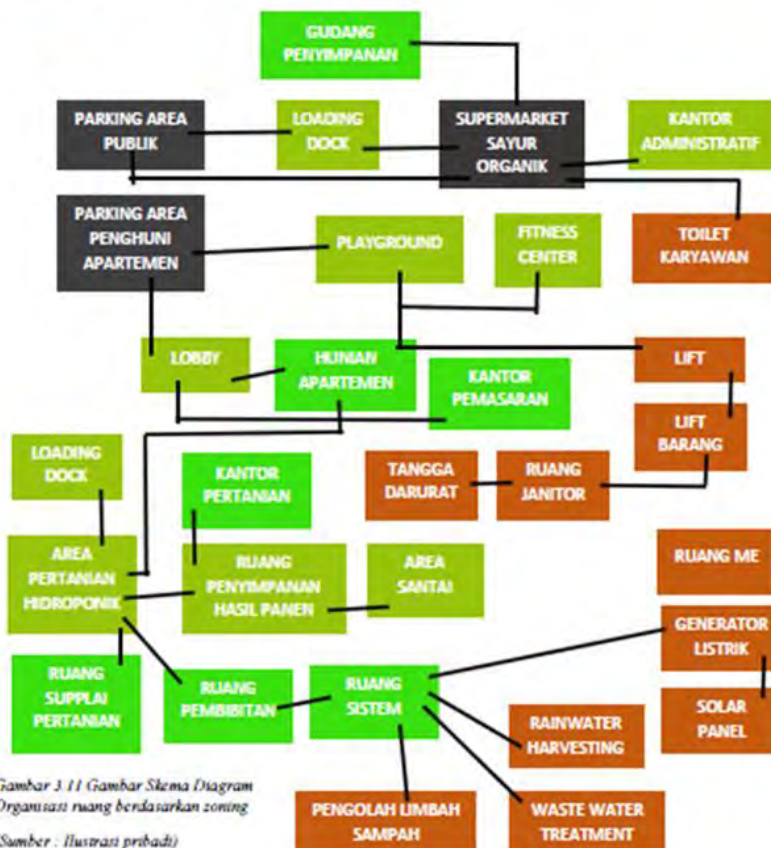 GUDANG
PENYIMPANAN
PARKING AREA
PUBLIK
LOADING
DOCK
SUPERMARKET
SAYUR
ORGANIK
KANTOR
ADMINISTRATIF
PARKING AREA
PENGHUNI
APARTEMEN
PLAYGROUND
FITNESS
CENTER
TOILET
KARYAWAN
LOBBY
HUNIAN
APARTEMEN
KANTOR
PEMASARAN
LIFT
LIFT
BARANG
LOADING
DOCK
KANTOR
PERTANIAN
TANGGA
DARURAT
RUANG
JANITOR
AREA
PERTANIAN
HIDROPONIK
RUANG
PENYIMPANAN
HASIL PANEN
AREA
SANTAI
RUANG ME
GENERATOR
LISTRIK
RUANG
SUPPLAI
PERTANIAN
RUANG
PEMBIBITAN
RUANG
SISTEM
SOLAR
PANEL
RAINWATER
HARVESTING
PENGOLAH LIMBAH
SAMPAH
WASTE WATER
TREATMENT
Gambar 3.11 Gambar Skema Diagram
Organisasi ruang berdasarkan zoning
(Sumber : Ilustrasi pribadi)